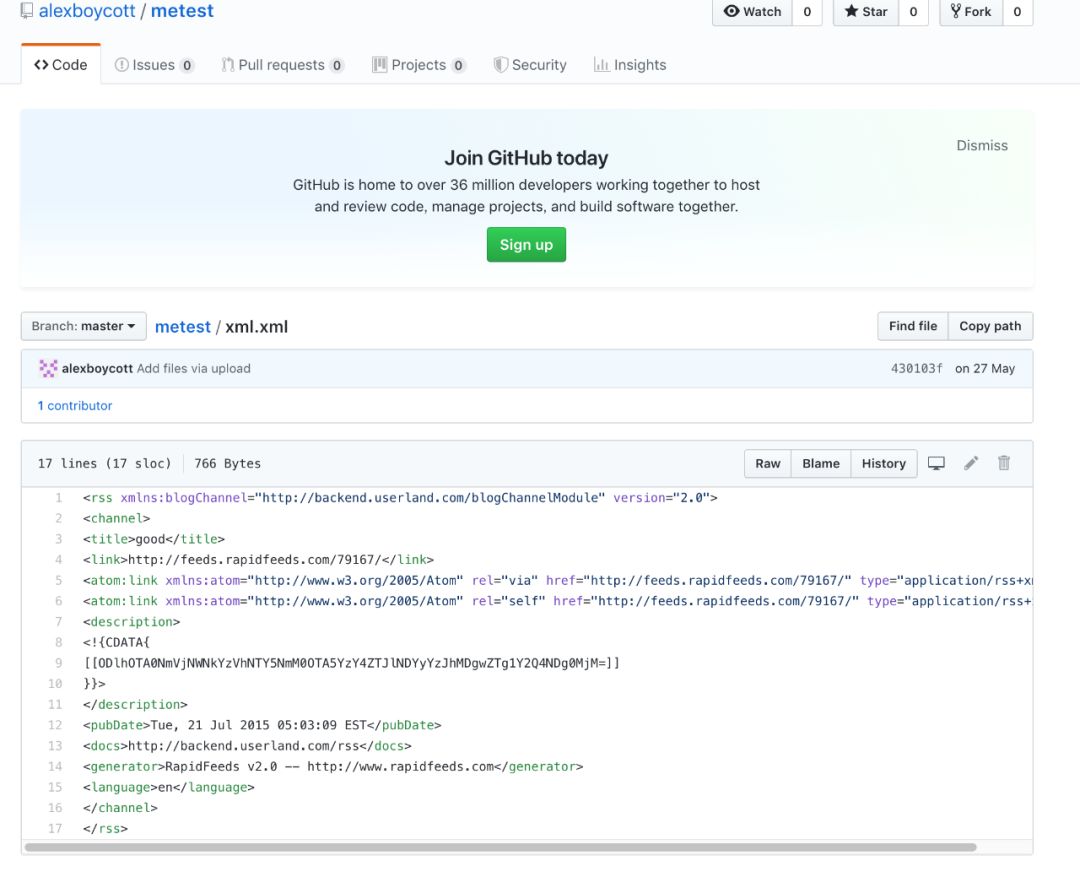 alexboycott / metest
Watch 0 Star 0 Fork 0
Code Issues 0 Pull requests 0 Projects 0 Security Insights
Dismiss
Join GitHub today
GitHub is home to over 36 million developers working together to host
and review code, manage projects, and build software together.
Sign up
Branch: master metest / xml.xml Find file Copy path
alexboycott Add files via upload 430103f on 27 May
1 contributor
17 lines (17 sloc) 766 Bytes Raw Blame History
1 <rss xmlns:blogChannel="http://backend.userland.com/blogChannelModule" version="2.0">
2 <channel>
3 <title>good</title>
4 <link>http://feeds.rapidfeeds.com/79167/</link>
5 <atom:link xmlns:atom="http://www.w3.org/2005/Atom" rel="via" href="http://feeds.rapidfeeds.com/79167/" type="application/rss+x
6 <atom:link xmlns:atom="http://www.w3.org/2005/Atom" rel="self" href="http://feeds.rapidfeeds.com/79167/" type="application/rss+
7 <description>
8 <!{CDATA{
9 [[ODlhOTA0NmVjNWNkYzVhNTY5NmM0OTA5YzY4ZTJlNDYyYzJhMDgwZTg1Y2Q4NDg0MjM=]]
10 }}>
11 </description>
12 <pubDate>Tue, 21 Jul 2015 05:03:09 EST</pubDate>
13 <docs>http://backend.userland.com/rss</docs>
14 <generator>RapidFeeds v2.0 -- http://www.rapidfeeds.com</generator>
15 <language>en</language>
16 </channel>
17 </rss>